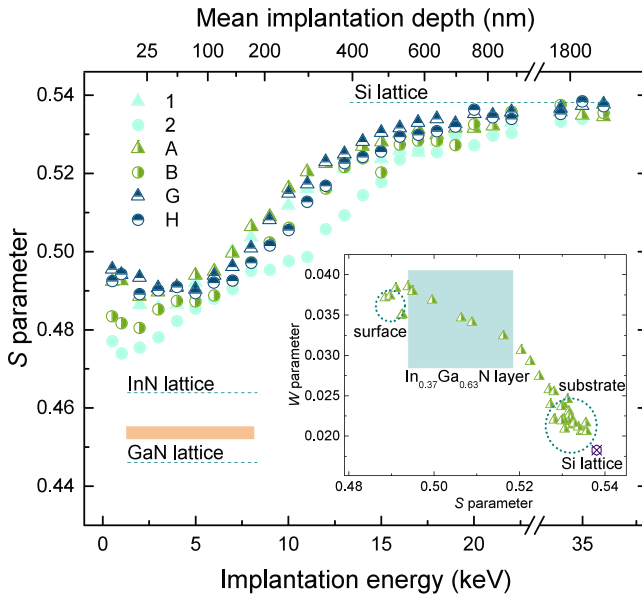 Mean implantation depth (nm)
25 50 100 200 400 600 800 1800
Si lattice
0.54
1
2
A
B
G
H
0.52
0.50
0.48
0.46
0.44
S parameter
InN lattice
GaN lattice
0.040
0.035
0.030
0.025
0.020
W parameter
surface
In0.37Ga0.63N layer
substrate
Si lattice
0.48 0.50 0.52 0.54
S parameter
0 5 10 15 20 35
Implantation energy (keV)